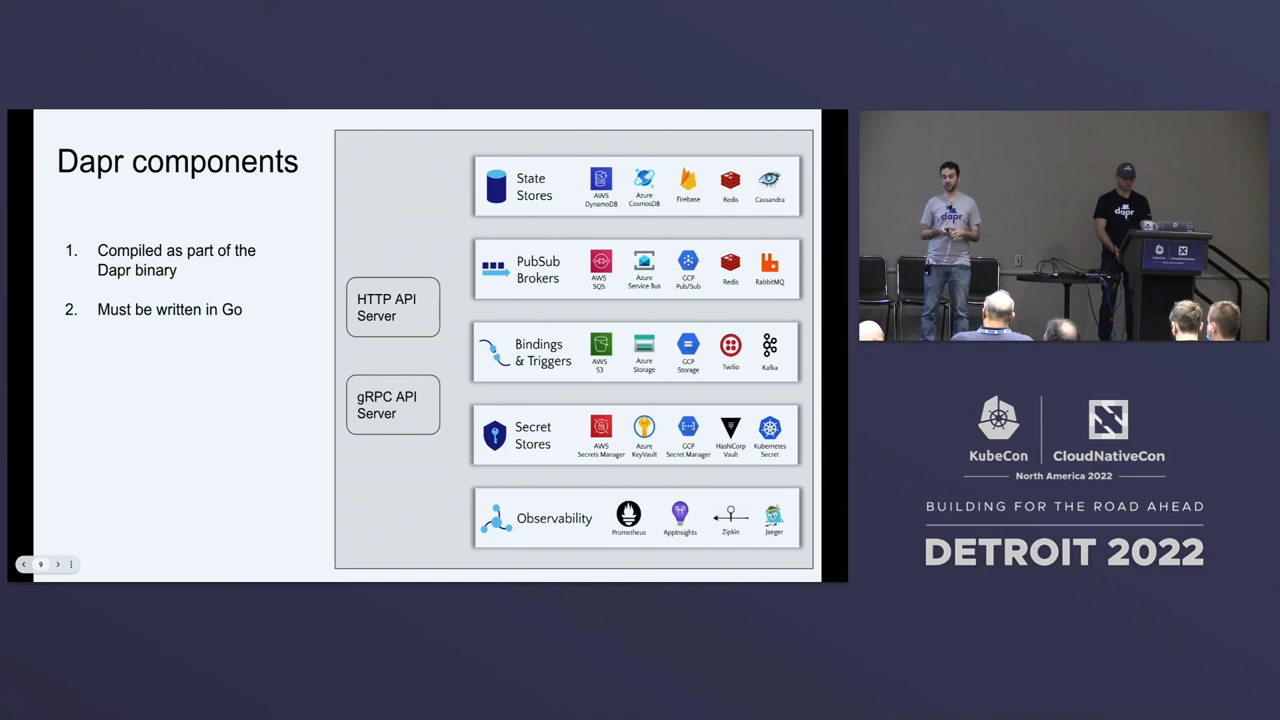 Dapr components
1. Compiled as part of the
Dapr binary
2. Must be written in Go
HTTP API
Server
gRPC API
Server
State
Stores
AWS
DynamoDB
Azure
CosmosDB
Firebase
Redis
Cassandra
PubSub
Brokers
AWS
SQS
Azure
Service Bus
GCP
Pub/Sub
Redis
RabbitMQ
Bindings
& Triggers
AWS
S3
Azure
Storage
GCP
Storage
Twilio
Kafka
Secret
Stores
AWS
Secrets Manager
Azure
KeyVault
GCP
Secret Manager
HashiCorp
Vault
Kubernetes
Secret
Observability
Prometheus
AppInsights
Zipkin
Jaeger
9
dapr
dapr
KubeCon
CloudNativeCon
North America 2022
BUILDING FOR THE ROAD AHEAD
DETROIT 2022